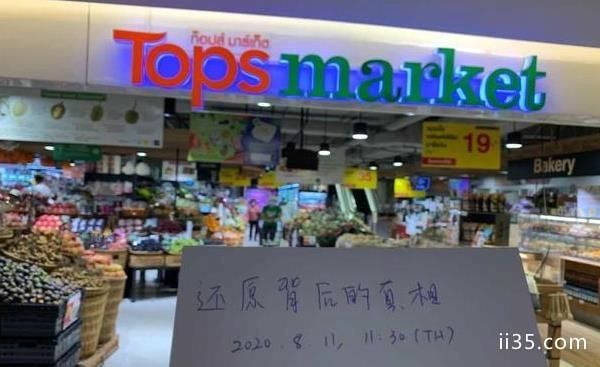 ท็อปส์ มาร์เก็ต
Tops market
19.-
Bakery
还原背后的真相
2020.8.11, 11:30(TH)
ii35.com